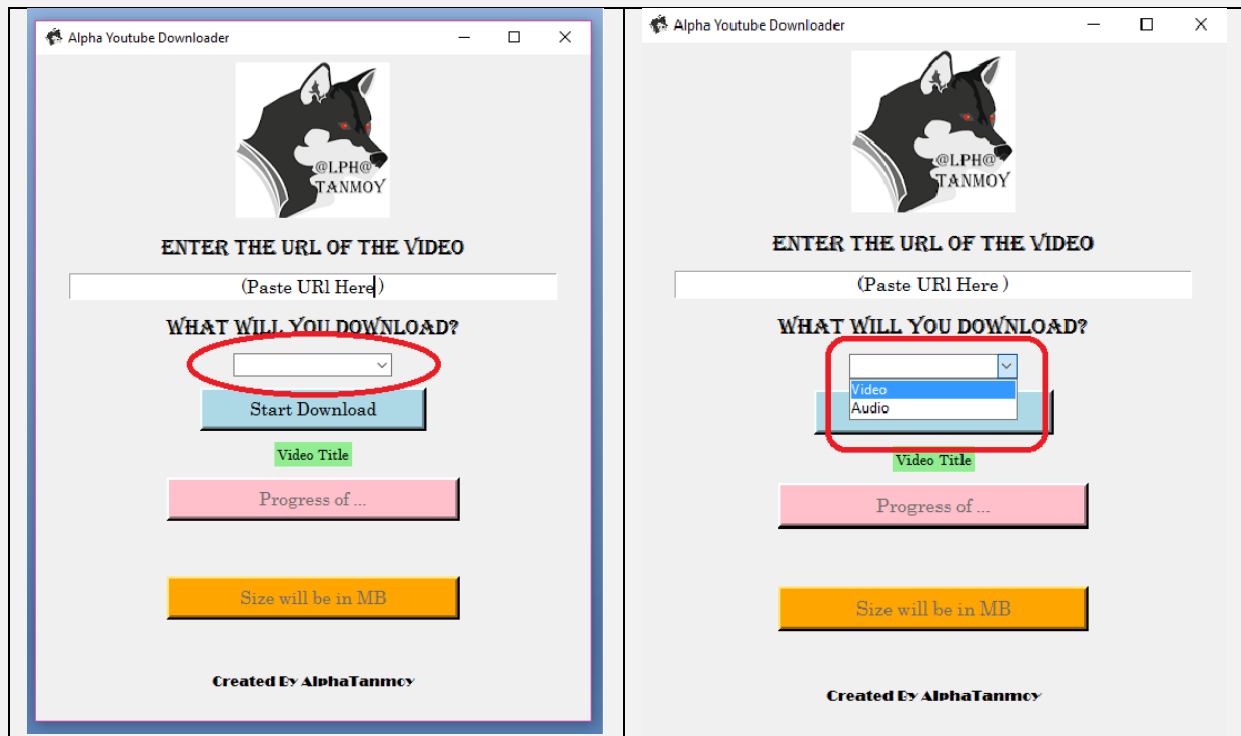 Alpha Youtube Downloader
@LPH@
TANMOY
ENTER THE URL OF THE VIDEO
(Paste URl Here )
WHAT WILL YOU DOWNLOAD?
Start Download
Video Title
Progress of ...
Size will be in MB
Created By AlphaTanmoy
Alpha Youtube Downloader
@LPH@
TANMOY
ENTER THE URL OF THE VIDEO
(Paste URl Here )
WHAT WILL YOU DOWNLOAD?
Video
Audio
Video Title
Progress of ...
Size will be in MB
Created By AlphaTanmoy